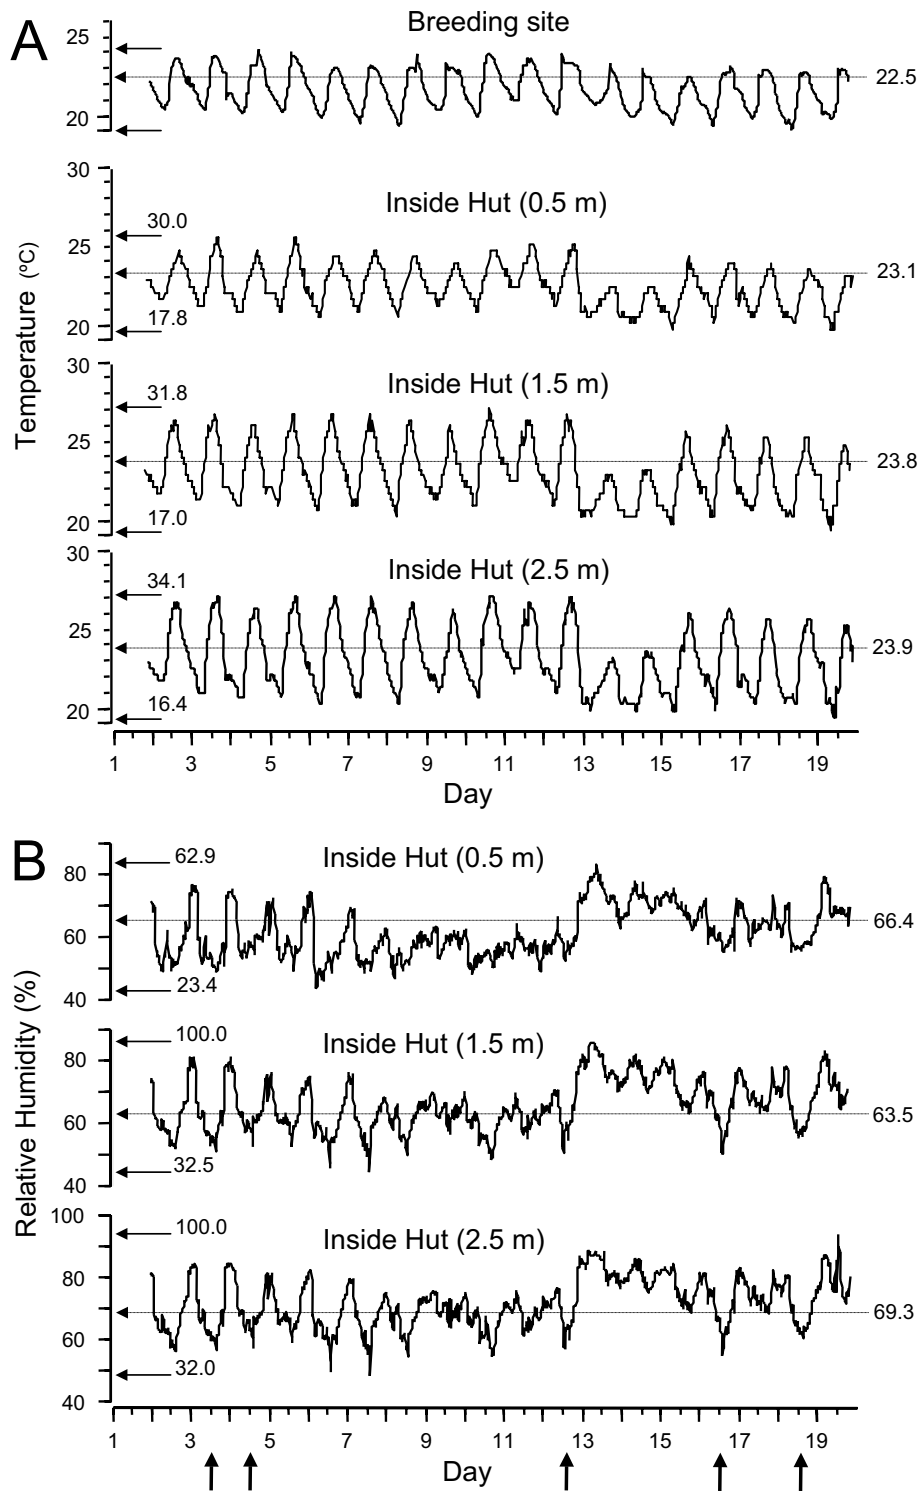 A
Breeding site
25
22.5
20
30
Inside Hut (0.5 m)
30.0
25
23.1
17.8
20
30
Inside Hut (1.5 m)
31.8
25
23.8
17.0
20
30
Inside Hut (2.5 m)
34.1
25
23.9
16.4
20
Temperature (ºC)
1 3 5 7 9 11 13 15 17 19
Day
B
Inside Hut (0.5 m)
62.9
80
66.4
60
23.4
40
Inside Hut (1.5 m)
100.0
80
63.5
60
32.5
40
100
Inside Hut (2.5 m)
100.0
80
69.3
60
32.0
40
Relative Humidity (%)
1 3 5 7 9 11 13 15 17 19
Day